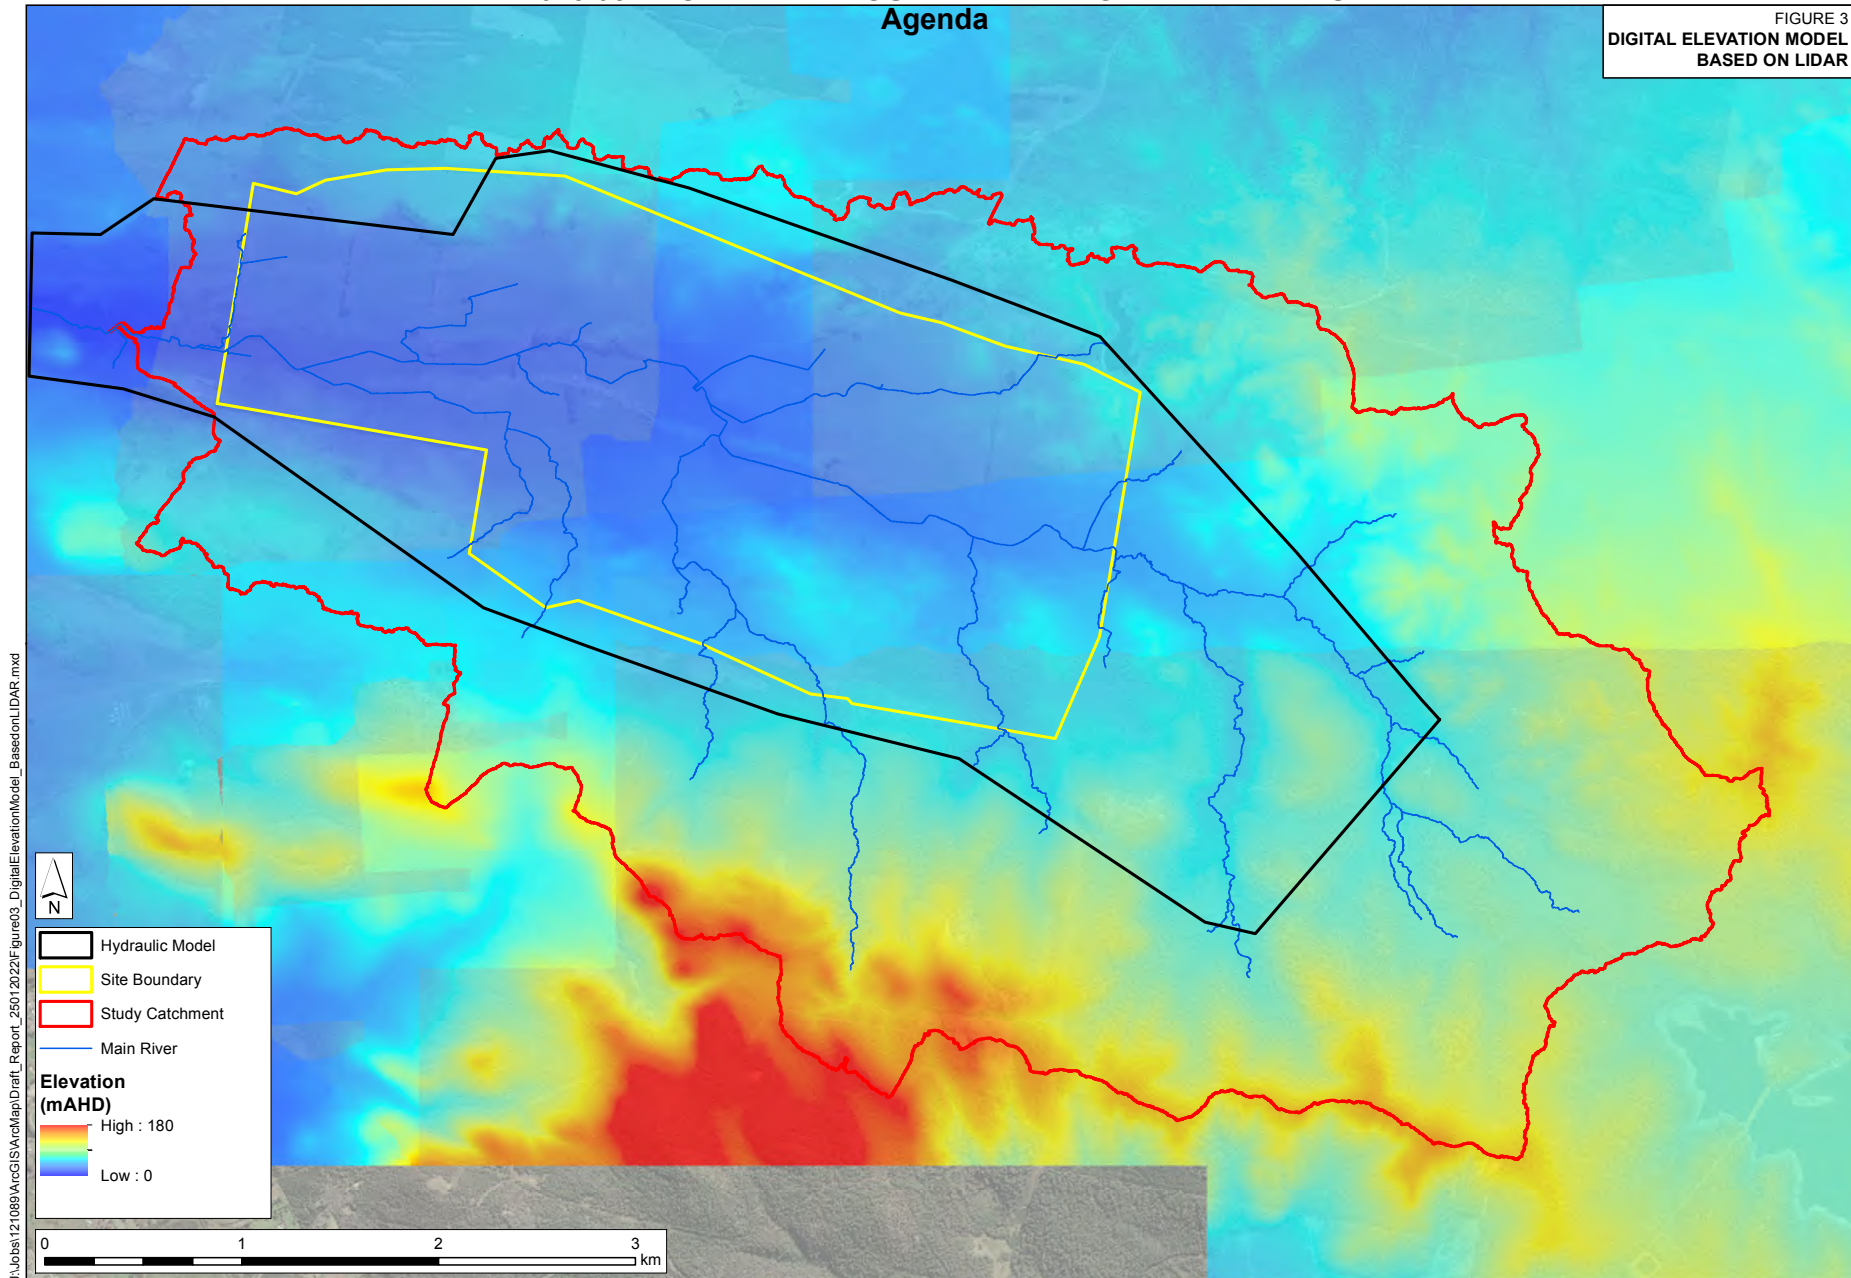 Agenda
FIGURE 3
DIGITAL ELEVATION MODEL
BASED ON LIDAR
J:\Jobs\121089\ArcGIS\ArcMap\Draft_Report_25012022\Figure03_DigitalElevationModel_BasedonLIDAR.mxd
N
Hydraulic Model
Site Boundary
Study Catchment
Main River
Elevation
(mAHD)
High : 180
Low : 0
0 1 2 3
km